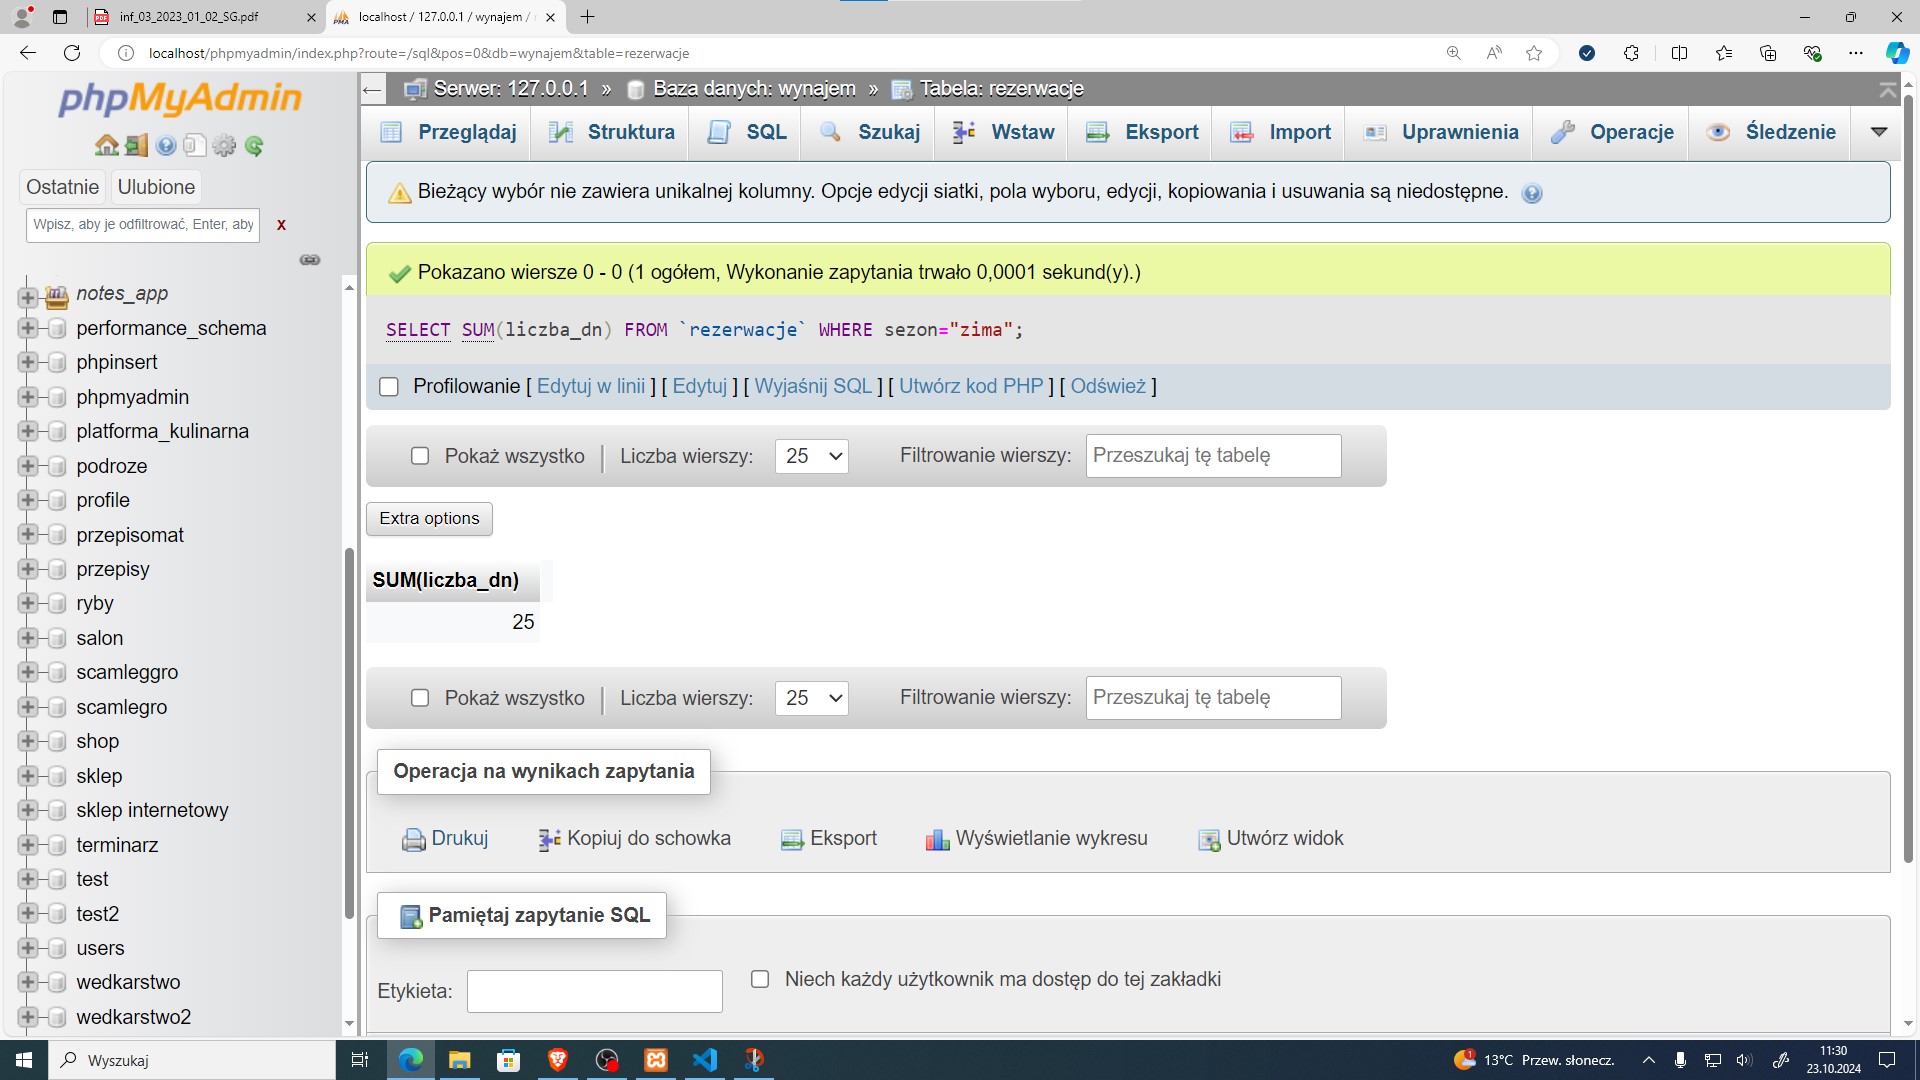 inf_03_2023_01_02_SG.pdf
localhost / 127.0.0.1 / wynajem /
localhost/phpmyadmin/index.php?route=/sql&pos=0&db=wynajem&table=rezerwacje
phpMyAdmin
Ostatnie Ulubione
Wpisz, aby je odfiltrować, Enter, aby
X
notes_app
performance_schema
phpinsert
phpmyadmin
platforma_kulinarna
podroze
profile
przepisomat
przepisy
ryby
salon
scamleggro
scamlegro
shop
sklep
sklep internetowy
terminarz
test
test2
users
wedkarstwo
wedkarstwo2
Serwer: 127.0.0.1 » Baza danych: wynajem » Tabela: rezerwacje
Przeglądaj Struktura SQL Szukaj Wstaw Eksport Import Uprawnienia Operacje Śledzenie
Bieżący wybór nie zawiera unikalnej kolumny. Opcje edycji siatki, pola wyboru, edycji, kopiowania i usuwania są niedostępne.
Pokazano wiersze 0 - 0 (1 ogółem, Wykonanie zapytania trwało 0,0001 sekund(y).)
SELECT SUM(liczba_dn) FROM `rezerwacje` WHERE sezon="zima";
Profilowanie [ Edytuj w linii ] [ Edytuj ] [ Wyjaśnij SQL ] [ Utwórz kod PHP ] [ Odśwież ]
Pokaż wszystko | Liczba wierszy: 25 Filtrowanie wierszy: Przeszukaj tę tabelę
Extra options
SUM(liczba_dn)
25
Pokaż wszystko | Liczba wierszy: 25 Filtrowanie wierszy: Przeszukaj tę tabelę
Operacja na wynikach zapytania
Drukuj Kopiuj do schowka Eksport Wyświetlanie wykresu Utwórz widok
Pamiętaj zapytanie SQL
Etykieta: Niech każdy użytkownik ma dostęp do tej zakładki
Wyszukaj
13°C Przew. słonecz.
11:30
23.10.2024